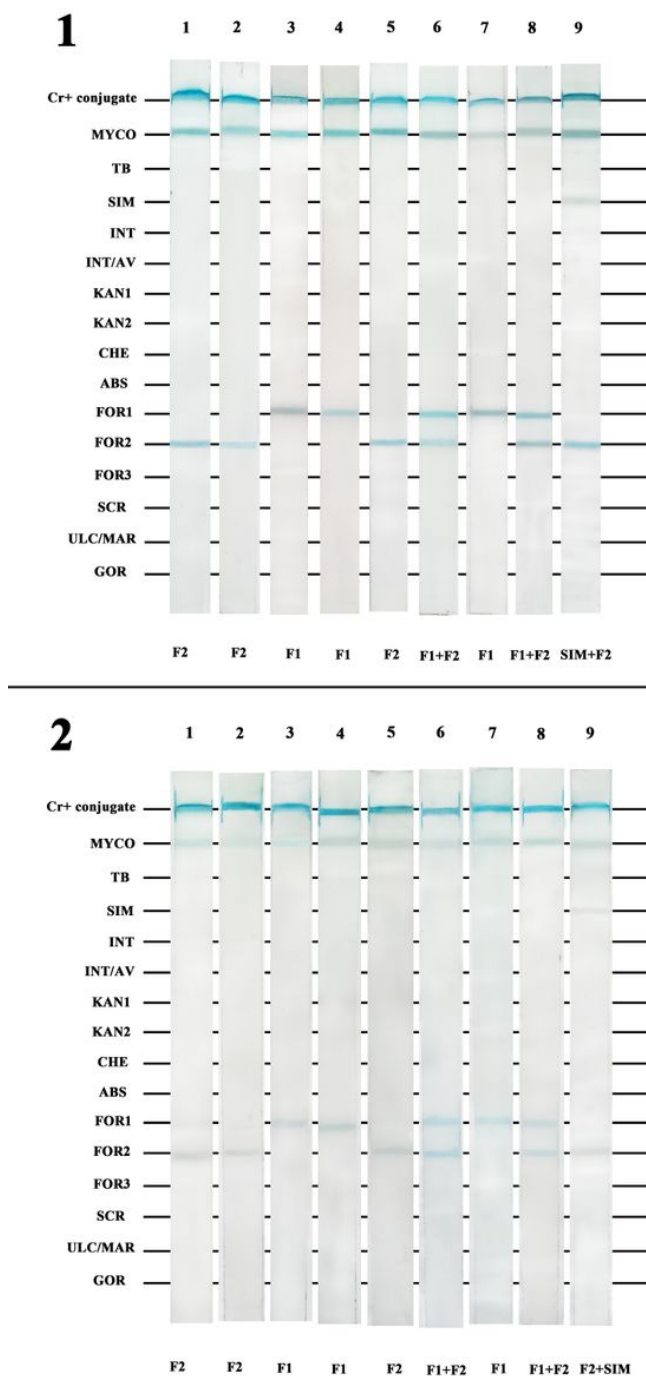 1
1 2 3 4 5 6 7 8 9
Cr+ conjugate
MYCO
TB
SIM
INT
INT/AV
KAN1
KAN2
CHE
ABS
FOR1
FOR2
FOR3
SCR
ULC/MAR
GOR
F2 F2 F1 F1 F2 F1+F2 F1 F1+F2 SIM+F2
2
1 2 3 4 5 6 7 8 9
Cr+ conjugate
MYCO
TB
SIM
INT
INT/AV
KAN1
KAN2
CHE
ABS
FOR1
FOR2
FOR3
SCR
ULC/MAR
GOR
F2 F2 F1 F1 F2 F1+F2 F1 F1+F2 F2+SIM